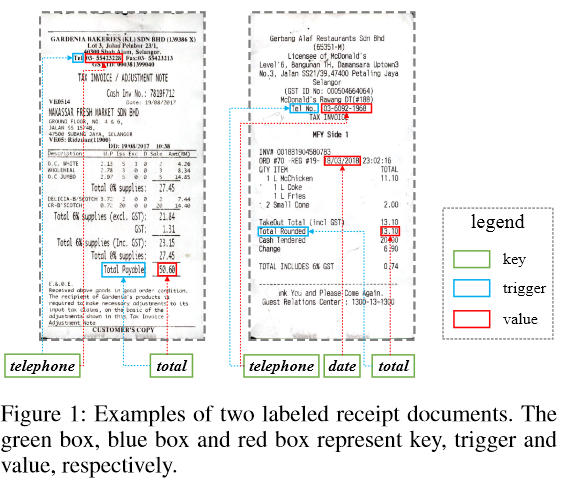 GARDENIA BAKERIES (KL) SDN BHD (139386 X)
Lot 3, Jalan Pelabur 23/1,
40300 Shah Alam, Selangor.
Tel: 03- 55423228 Fax:03- 55423213
GST ID: 000381399040
TAX INVOICE / ADJUSTMENT NOTE
Cash Inv No.: 7819F712
VE0514 Date: 19/08/2017
MAKASSAR FRESH MARKET SDN BHD
GROUND FLOOR, NO. 4 & 6,
JALAN SS 15/4B,
47500 SUBANG JAYA, SELANGOR
VE05: Ridzuan(11900)
DD: 19/08/2017 10:38
Description U.P Iss Exc D Sale Amt(RM)
O.C. WHITE 2.13 5 1 0 2 4.26
WHOLEMEAL 2.78 3 0 0 3 8.34
O.C JUMBO 2.97 5 0 0 5 14.85
Total 0% supplies: 27.45
DELICIA-B/SCOTCH 3.72 2 0 0 2 7.44
CR-B'SCOTCH 0.72 20 0 0 20 14.40
Total 6% supplies (excl. GST): 21.84
GST: 1.31
Total 6% supplies (Inc. GST): 23.15
Total 0% supplies: 27.45
Total Payable: 50.60
E.&.O.E.
Received above goods in good order condition.
The recipient of Gardenia's products is
required to make necessary adjustments to its
input tax claims, on the basis of the
adjustments shown in this Tax Invoice
Adjustment Note
CUSTOMER'S COPY
telephone
total
Gerbang Alaf Restaurants Sdn Bhd
(65351-M)
Licensee of McDonald's
Level 6, Bangunan TH, Damansara Uptown3
No.3, Jalan SS21/39,47400 Petaling Jaya
Selangor
(GST ID No: 000504664064)
McDonald's Rawang DT(#188)
Tel No. 03-6092-1968
TAX INVOICE
MFY Side 1
INV# 0018819045807B3
ORD #70 -REG #19- 18/03/2018 23:02:16
QTY ITEM TOTAL
1 L McChicken 11.10
1 L Coke
1 L Fries
2 Small Cone 2.00
TakeOut Total (incl GST) 13.10
Total Rounded 13.10
Cash Tendered 20.00
Change 6.90
TOTAL INCLUDES 6% GST 0.74
You and Please Come Again.
Guest Relations Center : 1300-13-1300
telephone
date
total
legend
key
trigger
value
Figure 1: Examples of two labeled receipt documents. The
green box, blue box and red box represent key, trigger and
value, respectively.